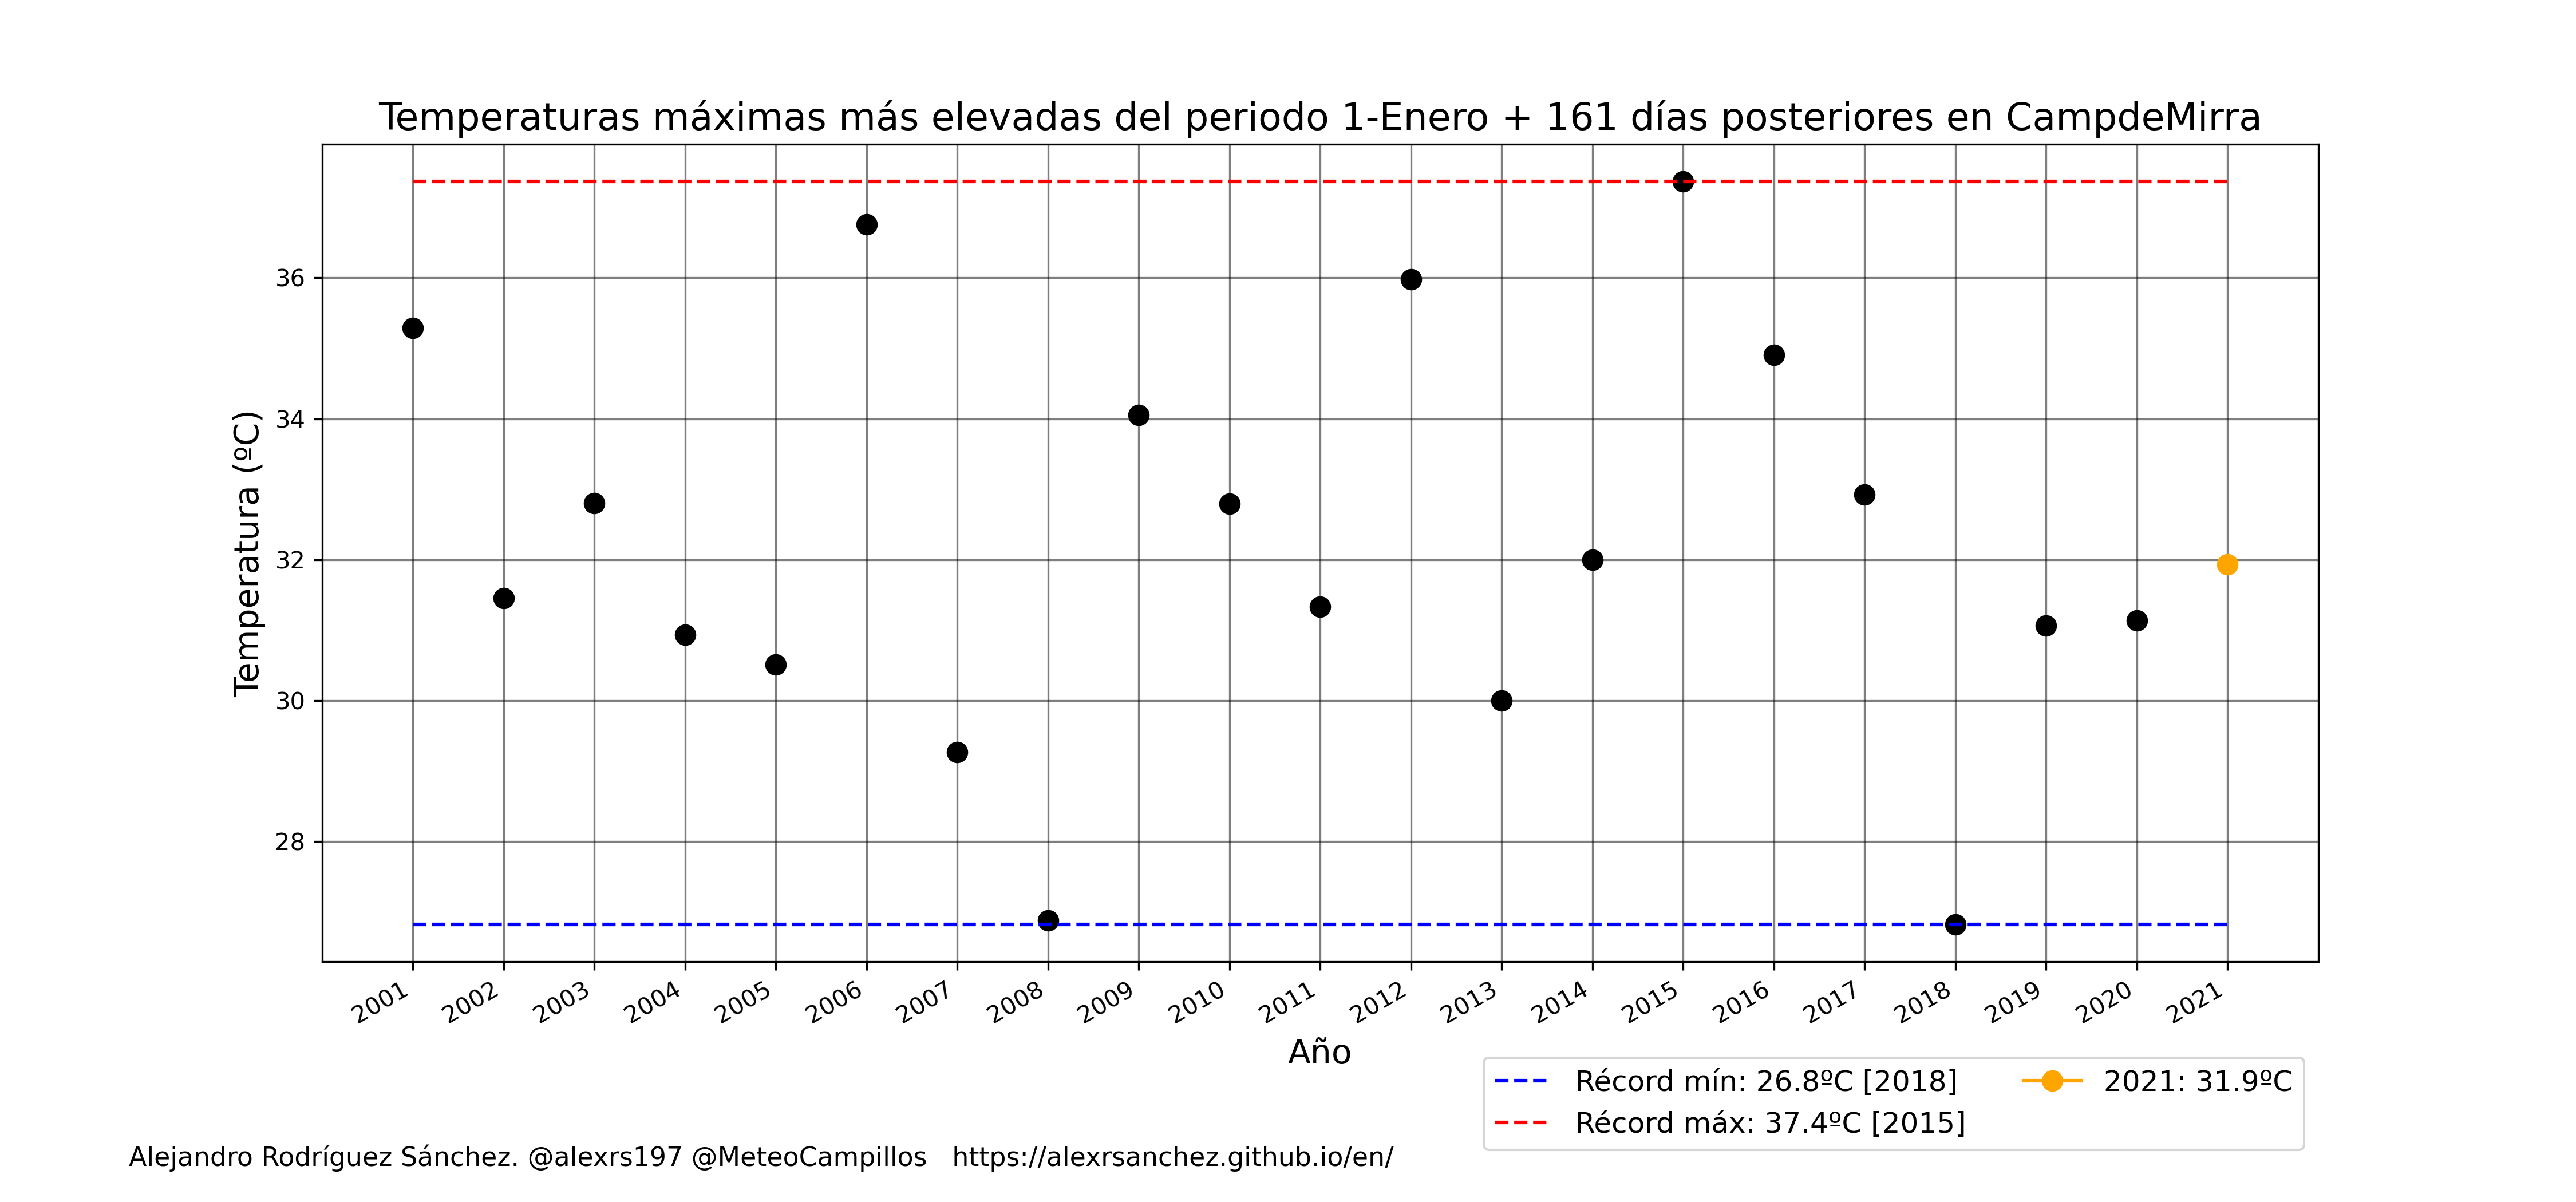 Temperaturas máximas más elevadas del periodo 1-Enero + 161 días posteriores en CampdeMirra
Temperatura (ºC)
36
34
32
30
28
2001 2002 2003 2004 2005 2006 2007 2008 2009 2010 2011 2012 2013 2014 2015 2016 2017 2018 2019 2020 2021
Año
Récord mín: 26.8ºC [2018]
Récord máx: 37.4ºC [2015]
2021: 31.9ºC
Alejandro Rodríguez Sánchez. @alexrs197 @MeteoCampillos https://alexrsanchez.github.io/en/